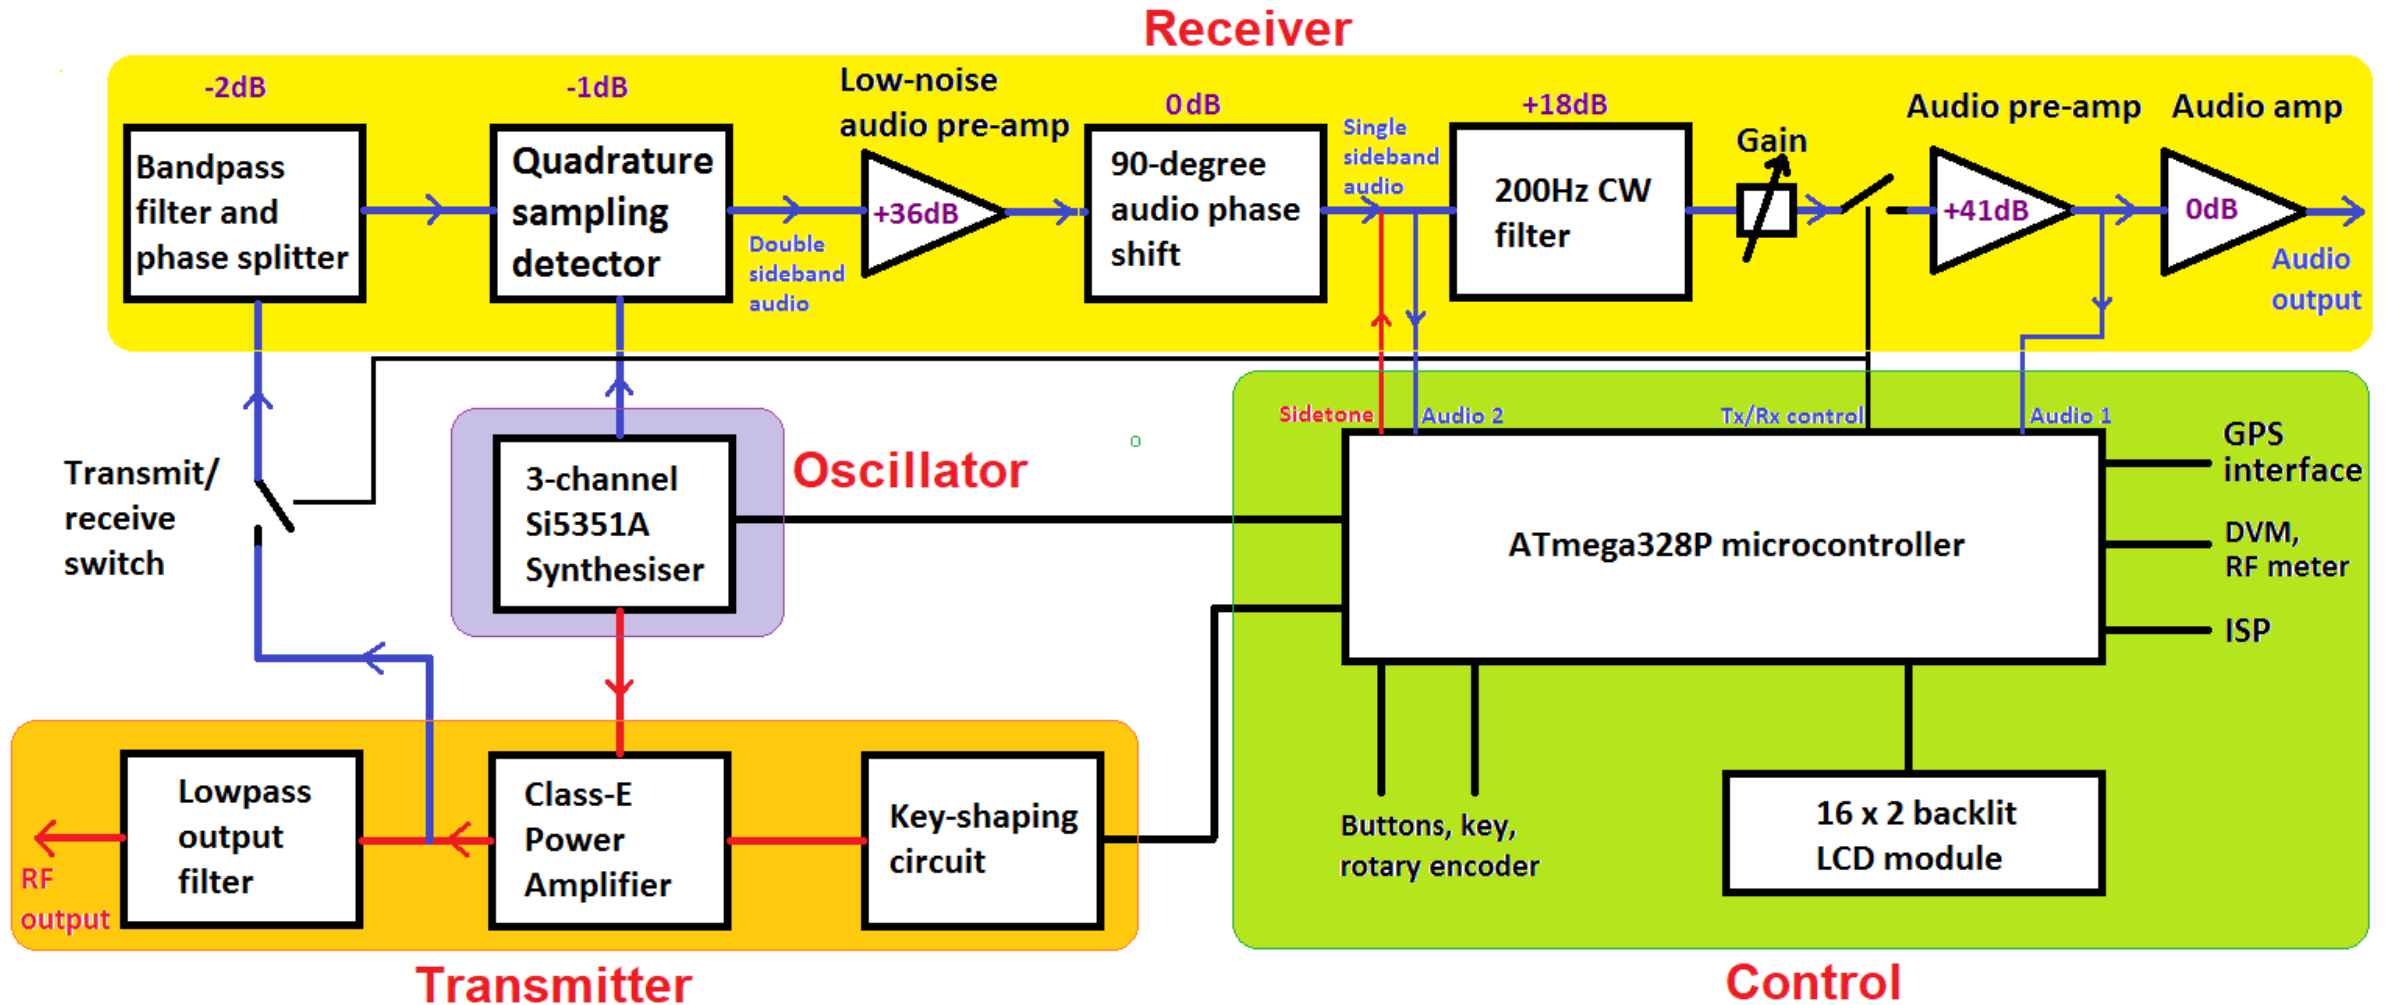 Receiver
-2dB
-1dB
Low-noise
audio pre-amp
0 dB
+18dB
Audio pre-amp
Audio amp
Bandpass
filter and
phase splitter
Quadrature
sampling
detector
Double
sideband
audio
+36dB
90-degree
audio phase
shift
Single
sideband
audio
200Hz CW
filter
Gain
+41dB
0dB
Audio
output
Transmit/
receive
switch
3-channel
Si5351A
Synthesiser
Oscillator
Sidetone
Audio 2
Tx/Rx control
Audio 1
ATmega328P microcontroller
GPS
interface
DVM,
RF meter
ISP
RF
output
Lowpass
output
filter
Class-E
Power
Amplifier
Key-shaping
circuit
Buttons, key,
rotary encoder
16 x 2 backlit
LCD module
Transmitter
Control